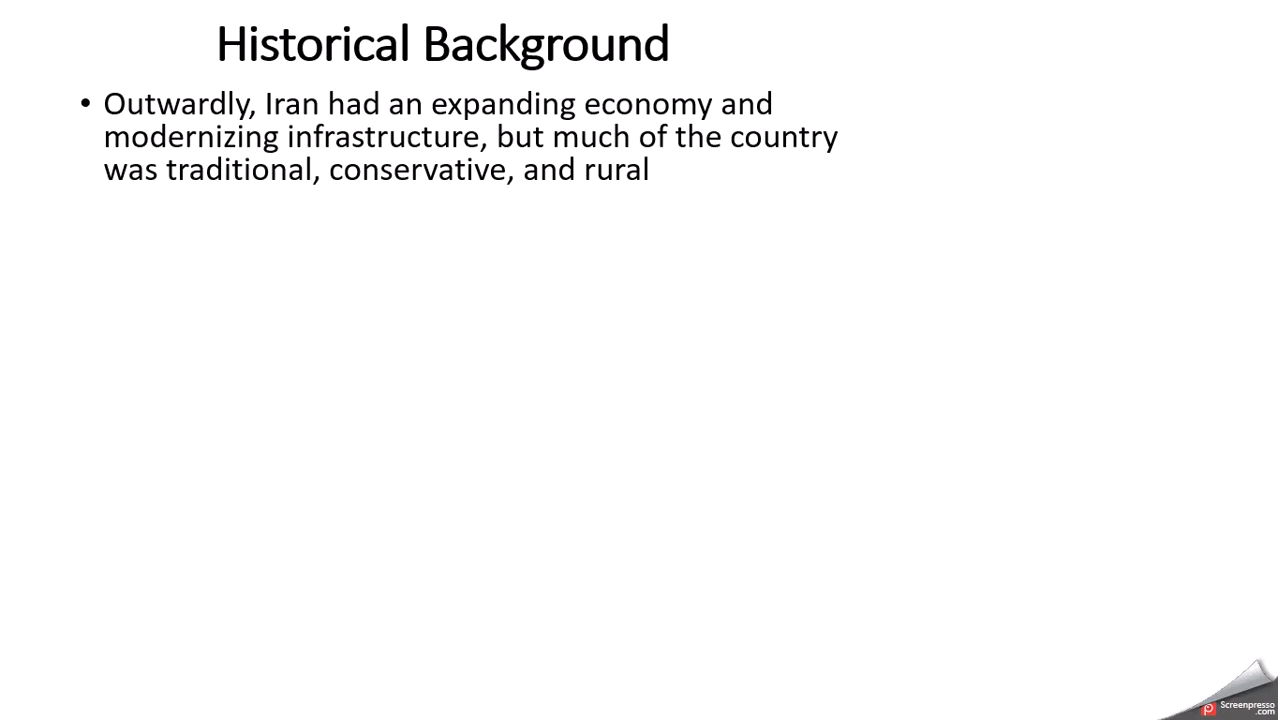 Historical Background
• Outwardly, Iran had an expanding economy and
modernizing infrastructure, but much of the country
was traditional, conservative, and rural
Screenpresso
.com